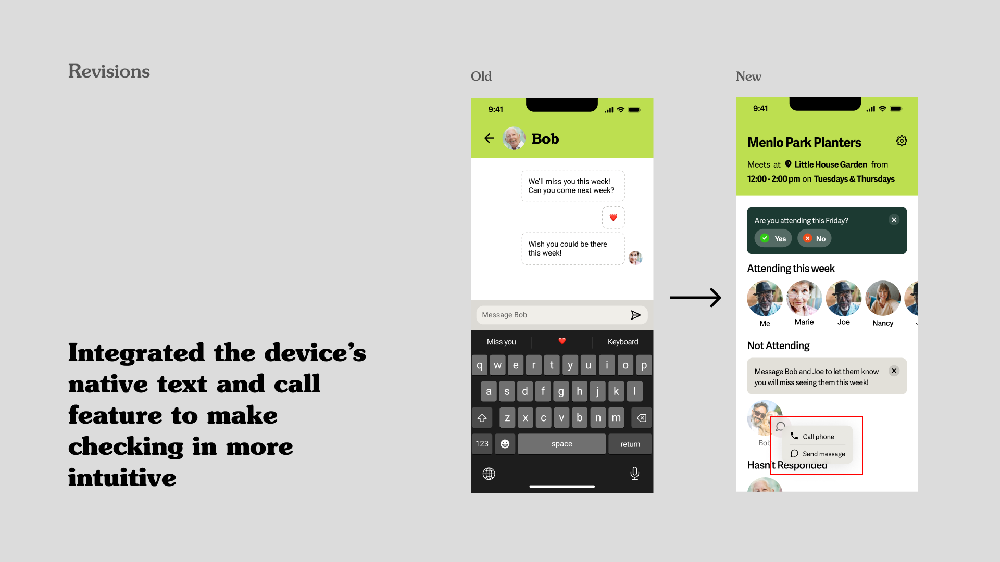 Revisions
Integrated the device’s
native text and call
feature to make
checking in more
intuitive
Old
9:41
Bob
We’ll miss you this week!
Can you come next week?
Wish you could be there
this week!
Message Bob
Miss you
Keyboard
q w e r t y u i o p
a s d f g h j k l
z x c v b n m
123 space return
New
9:41
Menlo Park Planters
Meets at Little House Garden from
12:00 - 2:00 pm on Tuesdays & Thursdays
Are you attending this Friday?
Yes No
Attending this week
Me Marie Joe Nancy
Not Attending
Message Bob and Joe to let them know
you will miss seeing them this week!
Bob
Call phone
Send message
Hasn't Responded